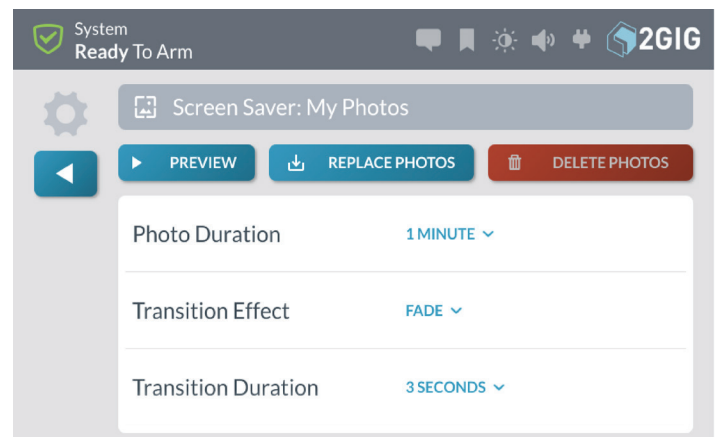 System
Ready To Arm
2GIG
Screen Saver: My Photos
PREVIEW
REPLACE PHOTOS
DELETE PHOTOS
Photo Duration
1 MINUTE
Transition Effect
FADE
Transition Duration
3 SECONDS